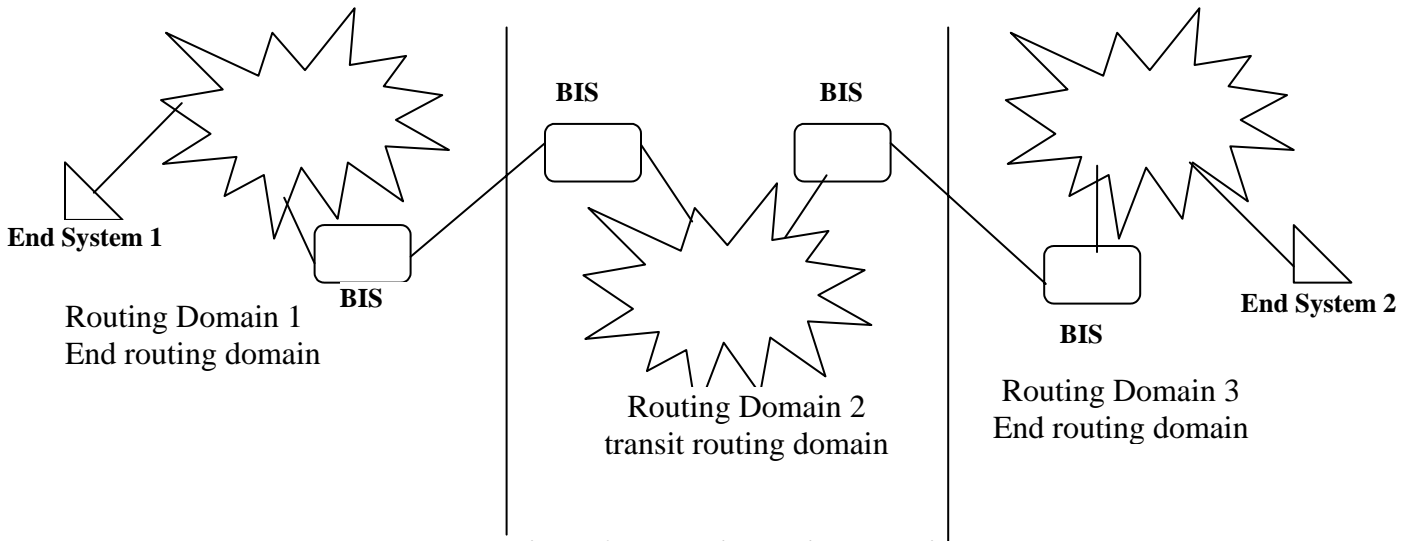 BIS
BIS
End System 1
BIS
Routing Domain 1
End routing domain
End System 2
BIS
Routing Domain 2
transit routing domain
Routing Domain 3
End routing domain